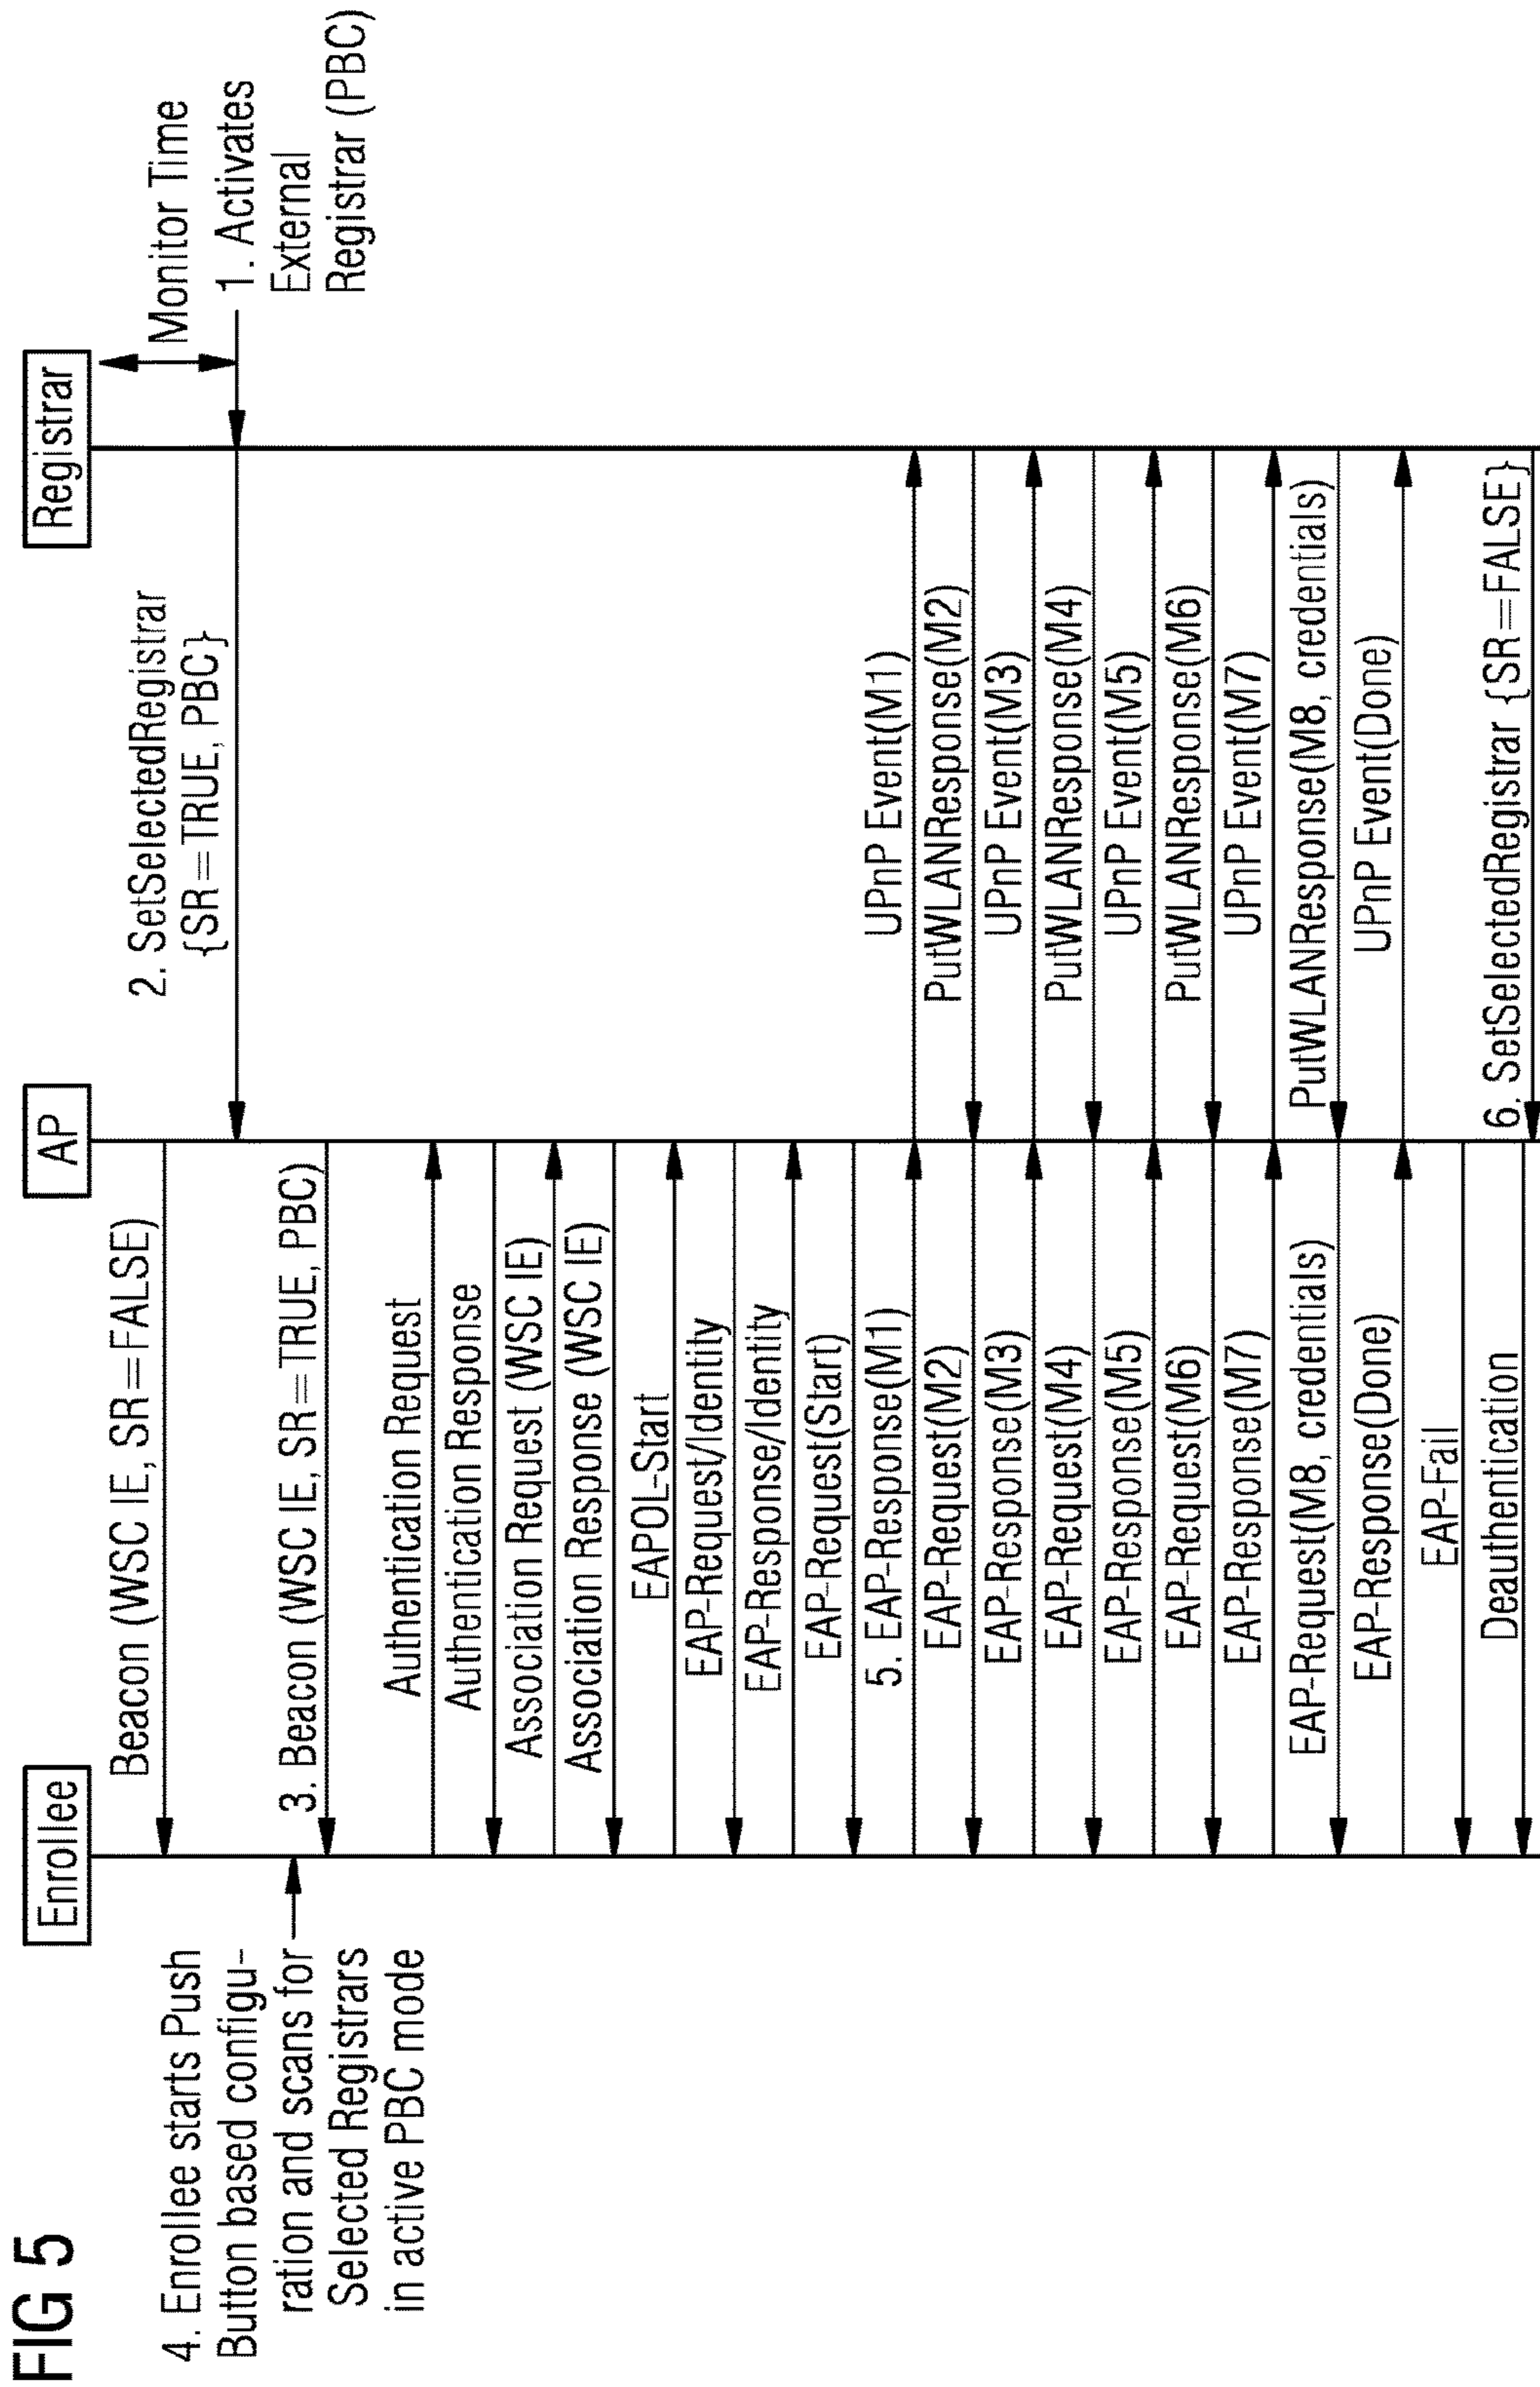 FIG 5
Enrollee
AP
Registrar
Monitor Time
1. Activates
External
Registrar (PBC)
Beacon (WSC IE, SR=FALSE)
2. SetSelectedRegistrar
{SR=TRUE, PBC}
4. Enrollee starts Push
Button based configu-
ration and scans for
Selected Registrars
in active PBC mode
3. Beacon (WSC IE, SR=TRUE, PBC)
Authentication Request
Authentication Response
Association Request (WSC IE)
Association Response (WSC IE)
EAPOL-Start
EAP-Request/Identity
EAP-Response/Identity
EAP-Request(Start)
5. EAP-Response(M1)
UPnP Event(M1)
EAP-Request(M2)
PutWLANResponse(M2)
EAP-Response(M3)
UPnP Event(M3)
EAP-Request(M4)
PutWLANResponse(M4)
EAP-Response(M5)
UPnP Event(M5)
EAP-Request(M6)
PutWLANResponse(M6)
EAP-Response(M7)
UPnP Event(M7)
EAP-Request(M8, credentials)
PutWLANResponse(M8, credentials)
EAP-Response(Done)
UPnP Event(Done)
EAP-Fail
Deauthentication
6. SetSelectedRegistrar {SR=FALSE}